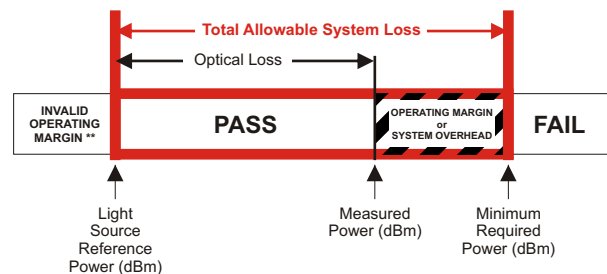 Total Allowable System Loss
Optical Loss
INVALID
OPERATING
MARGIN **
PASS
OPERATING MARGIN
or
SYSTEM OVERHEAD
FAIL
Light
Source
Reference
Power (dBm)
Measured
Power (dBm)
Minimum
Required
Power (dBm)